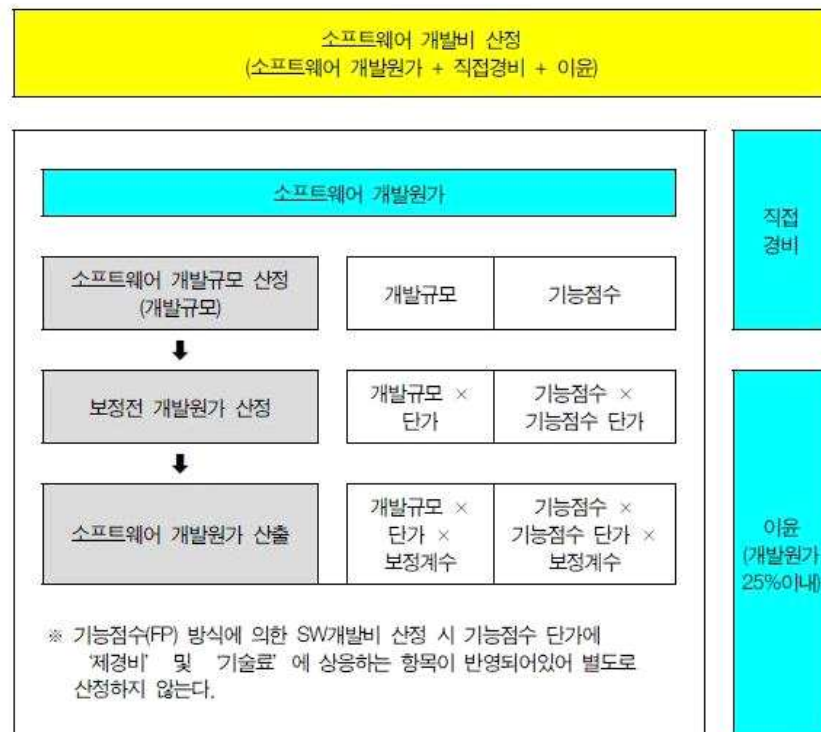 소프트웨어 개발비 산정
(소프트웨어 개발원가 + 직접경비 + 이윤)
소프트웨어 개발원가
직접
경비
소프트웨어 개발규모 산정
(개발규모)
개발규모
기능점수
보정전 개발원가 산정
개발규모 ×
단가
기능점수 ×
기능점수 단가
소프트웨어 개발원가 산출
개발규모 ×
단가 ×
보정계수
기능점수 ×
기능점수 단가 ×
보정계수
이윤
(개발원가
25%이내)
※ 기능점수(FP) 방식에 의한 SW개발비 산정 시 기능점수 단가에
'제경비' 및 '기술료' 에 상응하는 항목이 반영되어있어 별도로
산정하지 않는다.